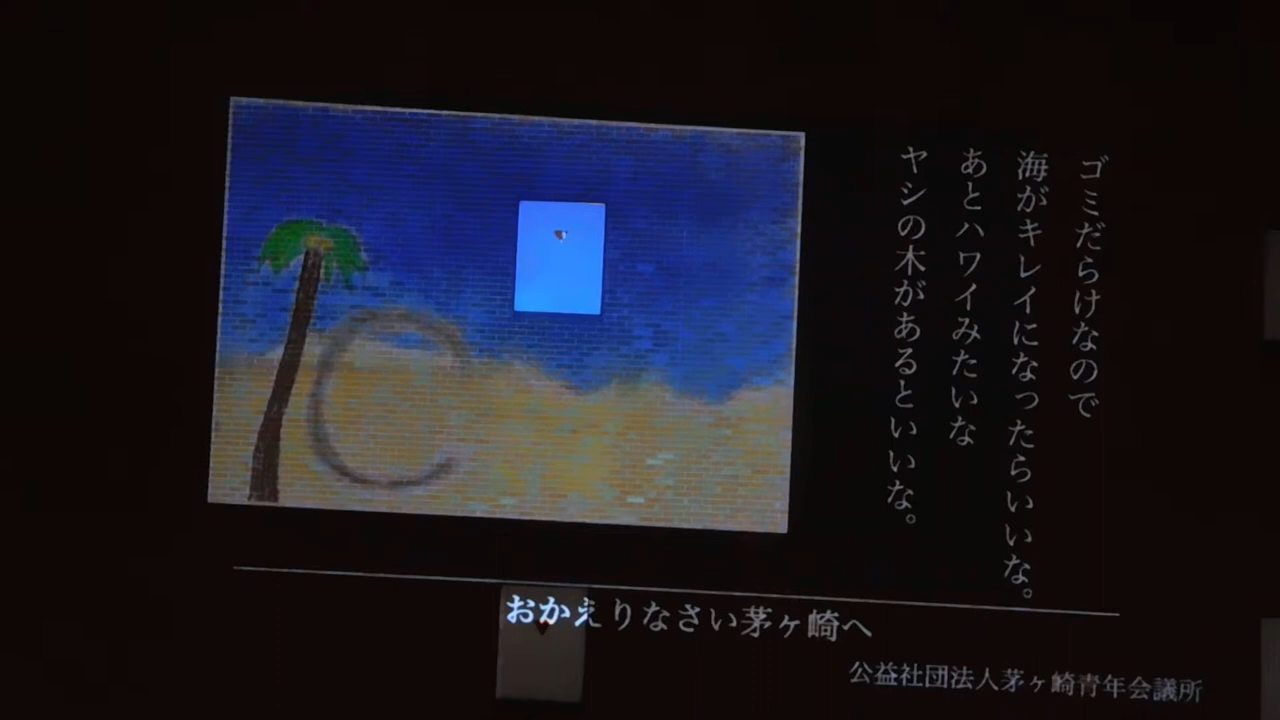 ゴミだらけなので
海がキレイになったらいいな。
あとハワイみたいな
ヤシの木があるといいな。
おかえりなさい茅ヶ崎へ
公益社団法人茅ヶ崎青年会議所